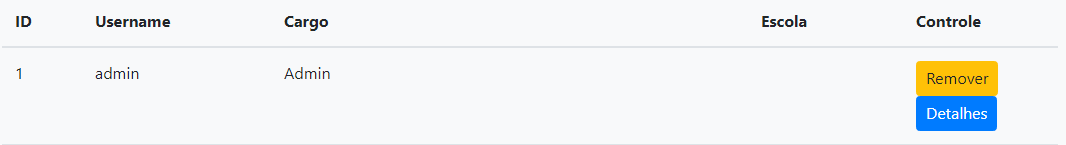 ID Username Cargo Escola Controle
1 admin Admin Remover
Detalhes